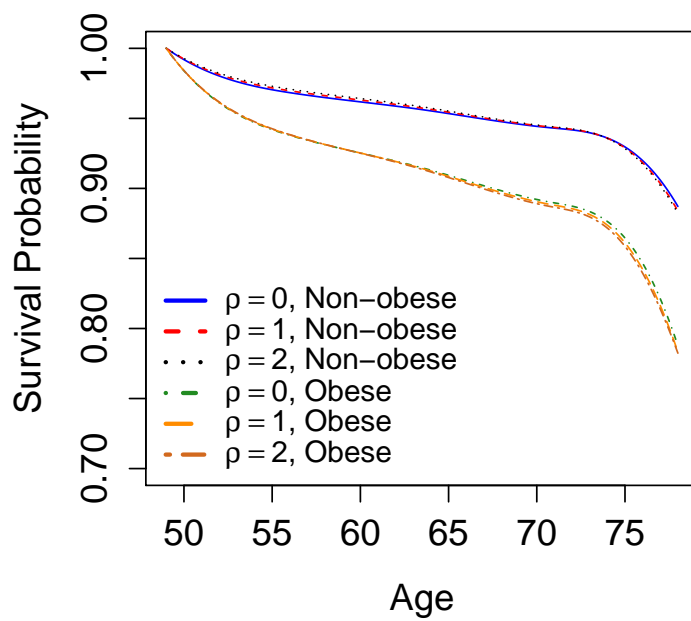 Survival Probability
1.00
0.90
0.80
0.70
ρ = 0, Non−obese
ρ = 1, Non−obese
ρ = 2, Non−obese
ρ = 0, Obese
ρ = 1, Obese
ρ = 2, Obese
50 55 60 65 70 75
Age